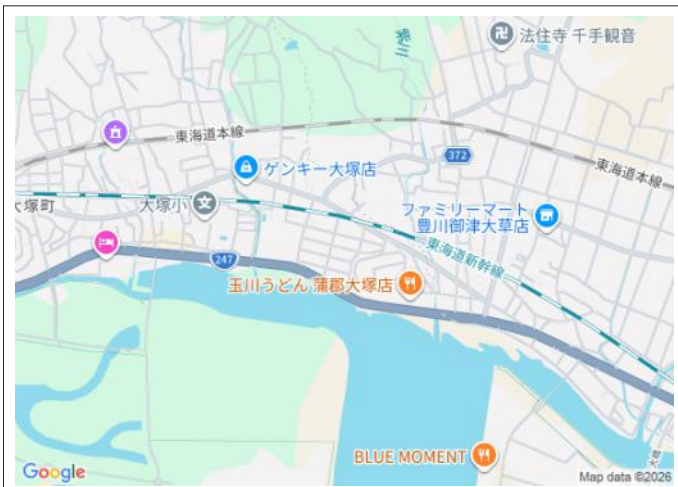 法住寺 千手観音
東海道本線
372
東海道本線
ゲンキー大塚店
大塚町
大塚小
文
ファミリーマート
豊川御津大草店
東海道新幹線
247
玉川うどん 蒲郡大塚店
BLUE MOMENT
Google
Map data ©2026